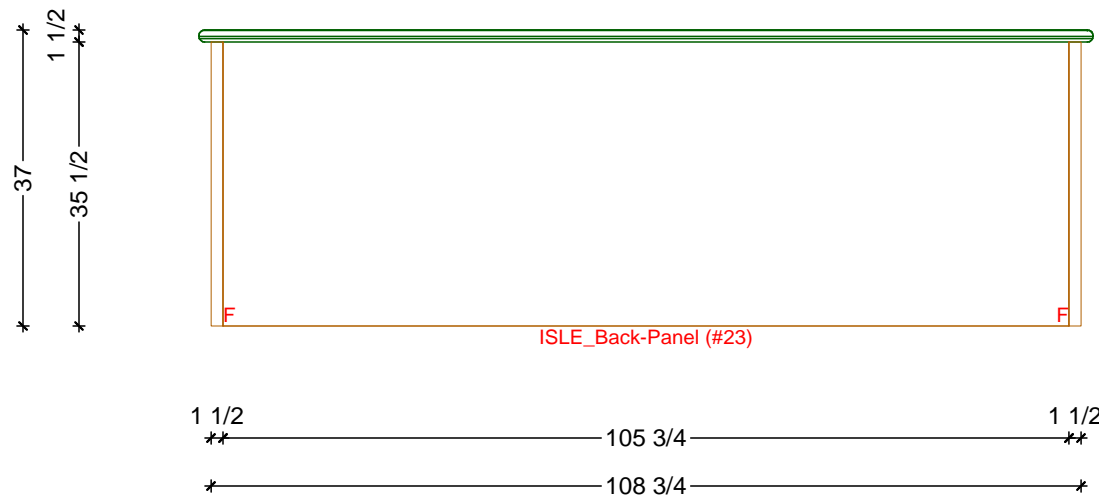 1 1/2
37
35 1/2
F
F
ISLE_Back-Panel (#23)
1 1/2
105 3/4
1 1/2
108 3/4